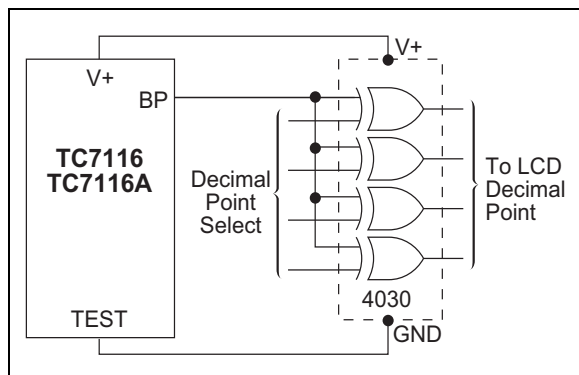 V+
V+
BP
TC7116
TC7116A
Decimal
Point
Select
To LCD
Decimal
Point
4030
TEST
GND